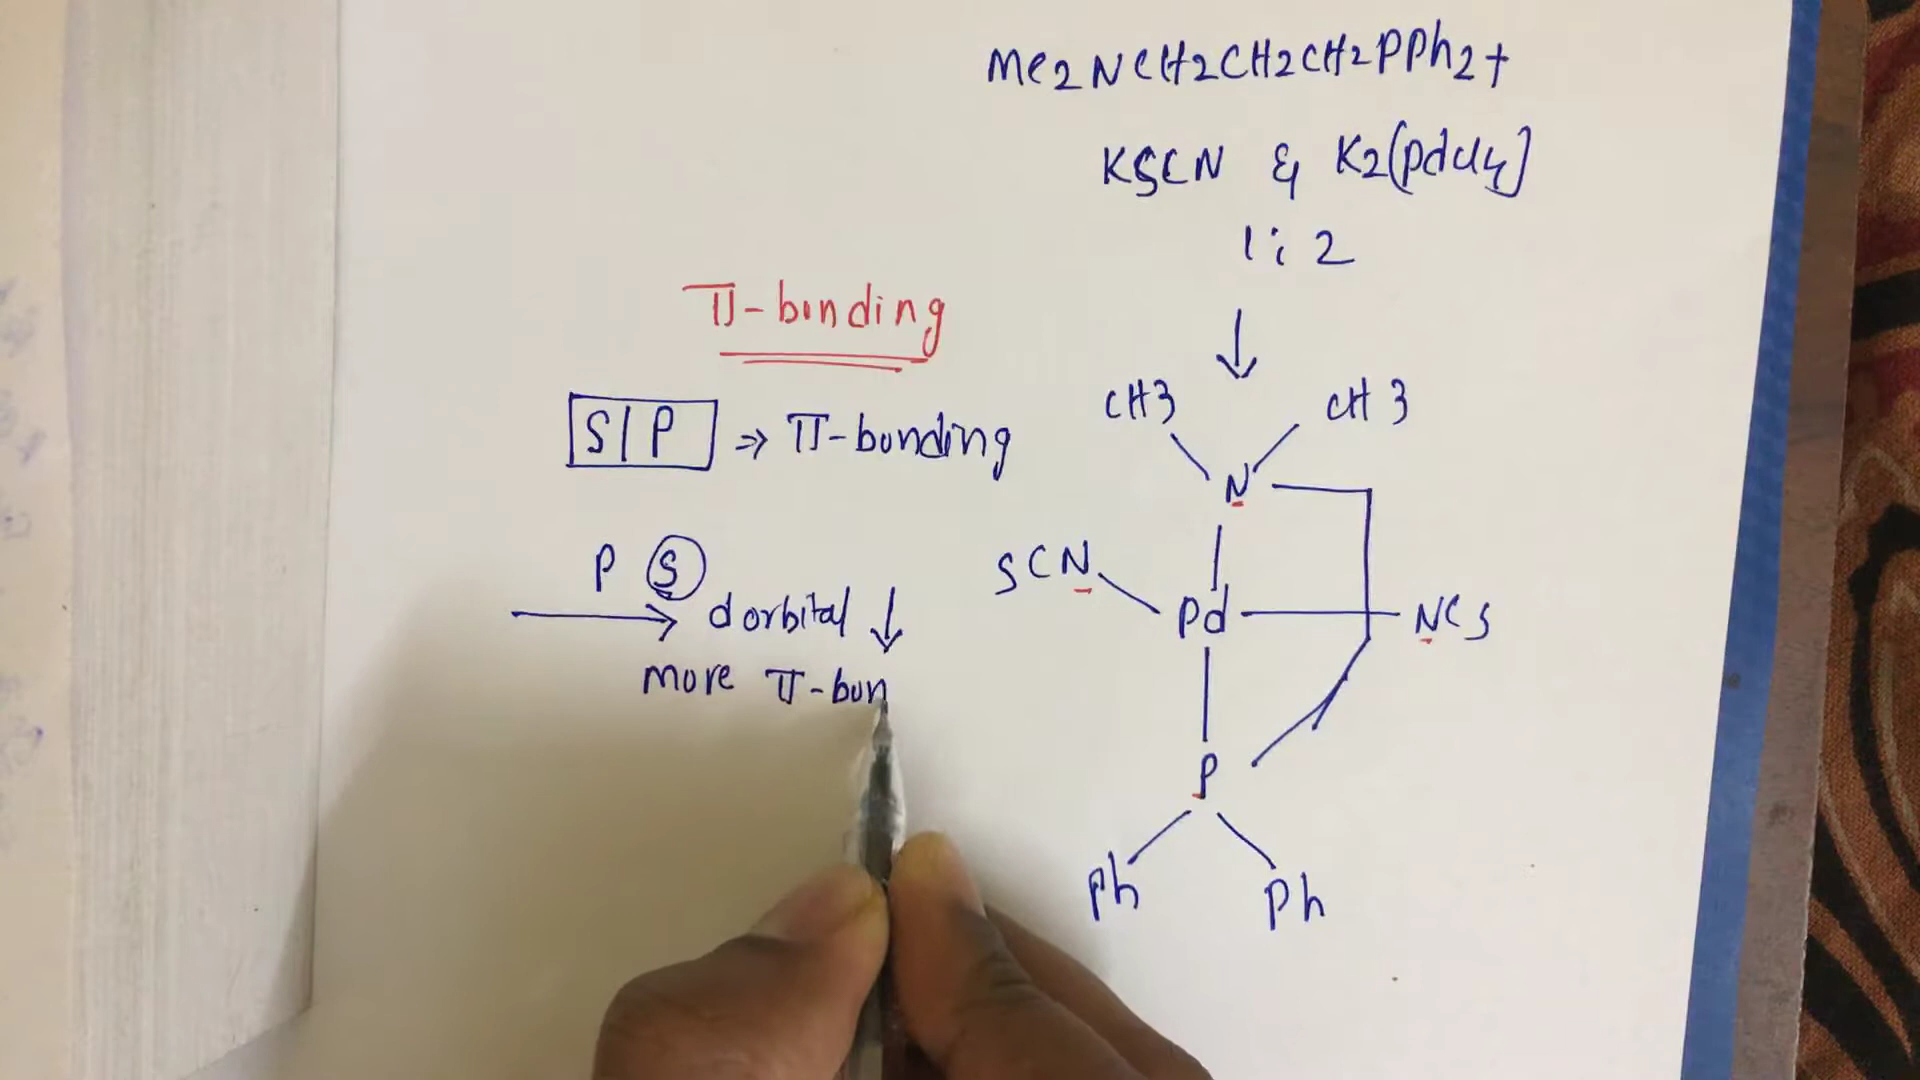 Me2NCH2CH2CH2PPh2+
KSCN & K2[PdCl4]
1:2
π-bonding
S/P ⇒ π-bonding
CH3 CH3
N
P S
d orbital ↓
more π-bon
SCN Pd NCS
P
Ph Ph